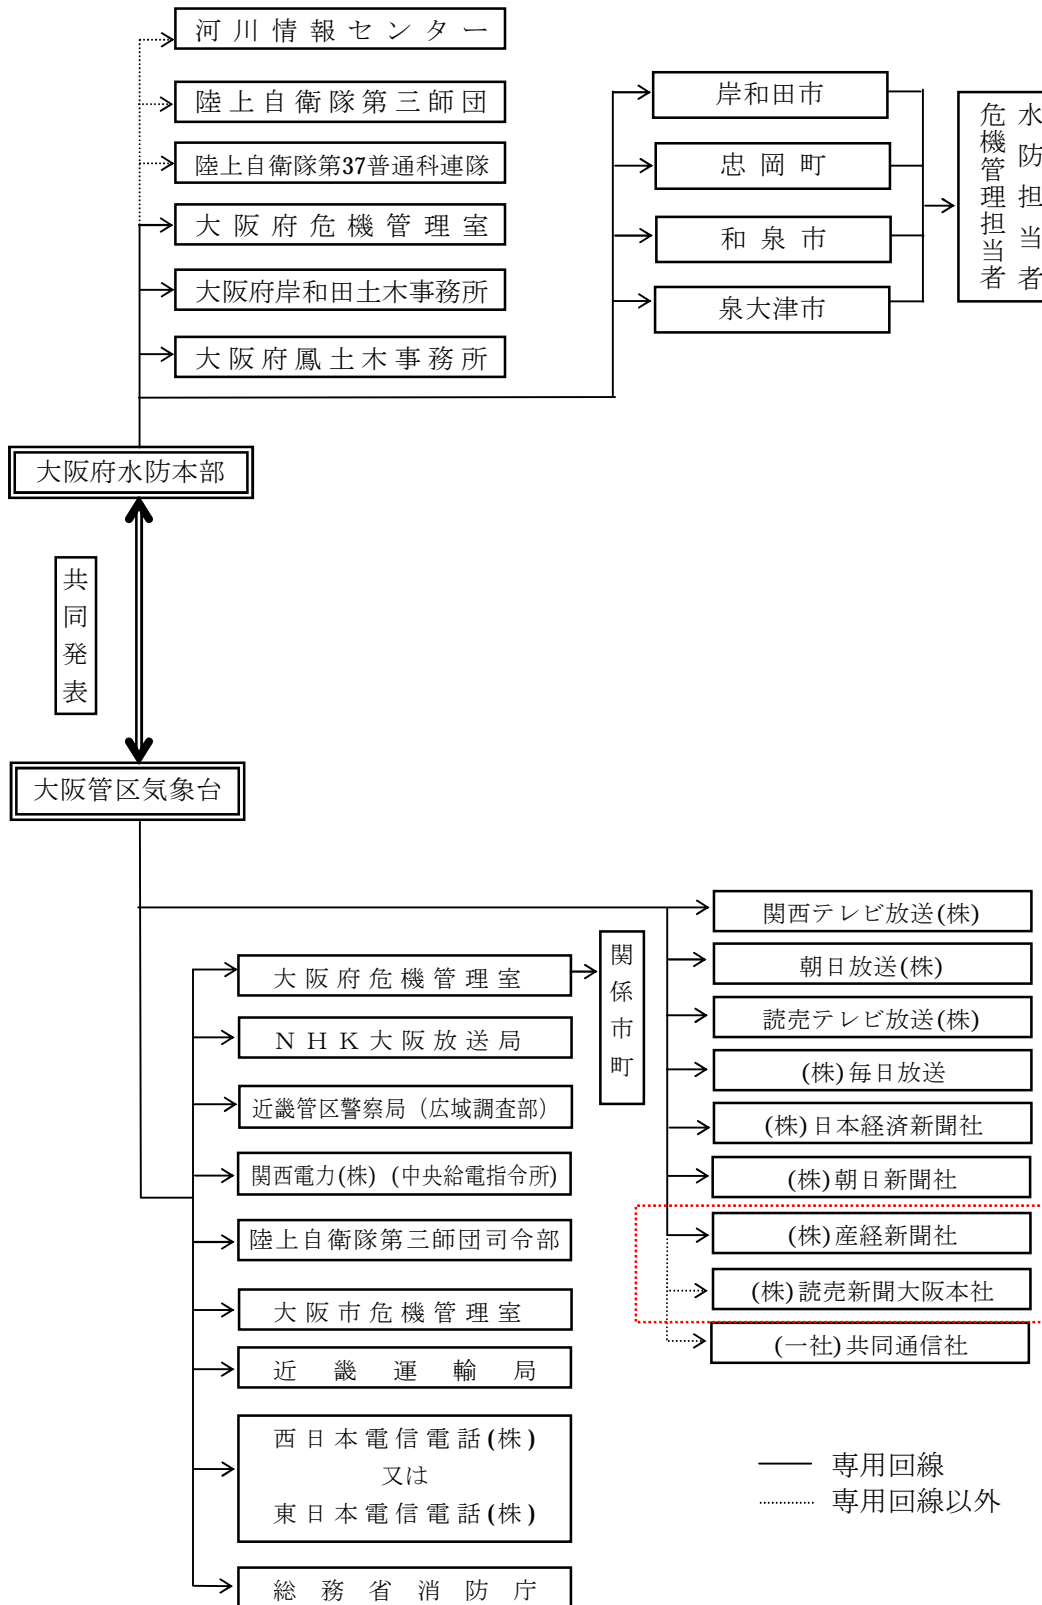 河川情報センター
陸上自衛隊第三師団
陸上自衛隊第37普通科連隊
大阪府危機管理室
大阪府岸和田土木事務所
大阪府鳳土木事務所
岸和田市
忠岡町
和泉市
泉大津市
水防担当者
危機管理担当者
大阪府水防本部
共同発表
大阪管区気象台
大阪府危機管理室
関係市町
NHK大阪放送局
近畿管区警察局（広域調査部）
関西電力(株)(中央給電指令所)
陸上自衛隊第三師団司令部
大阪市危機管理室
近畿運輸局
西日本電信電話(株)
又は
東日本電信電話(株)
総務省消防庁
関西テレビ放送(株)
朝日放送(株)
読売テレビ放送(株)
(株)毎日放送
(株)日本経済新聞社
(株)朝日新聞社
(株)産経新聞社
(株)読売新聞大阪本社
(一社)共同通信社
専用回線
専用回線以外